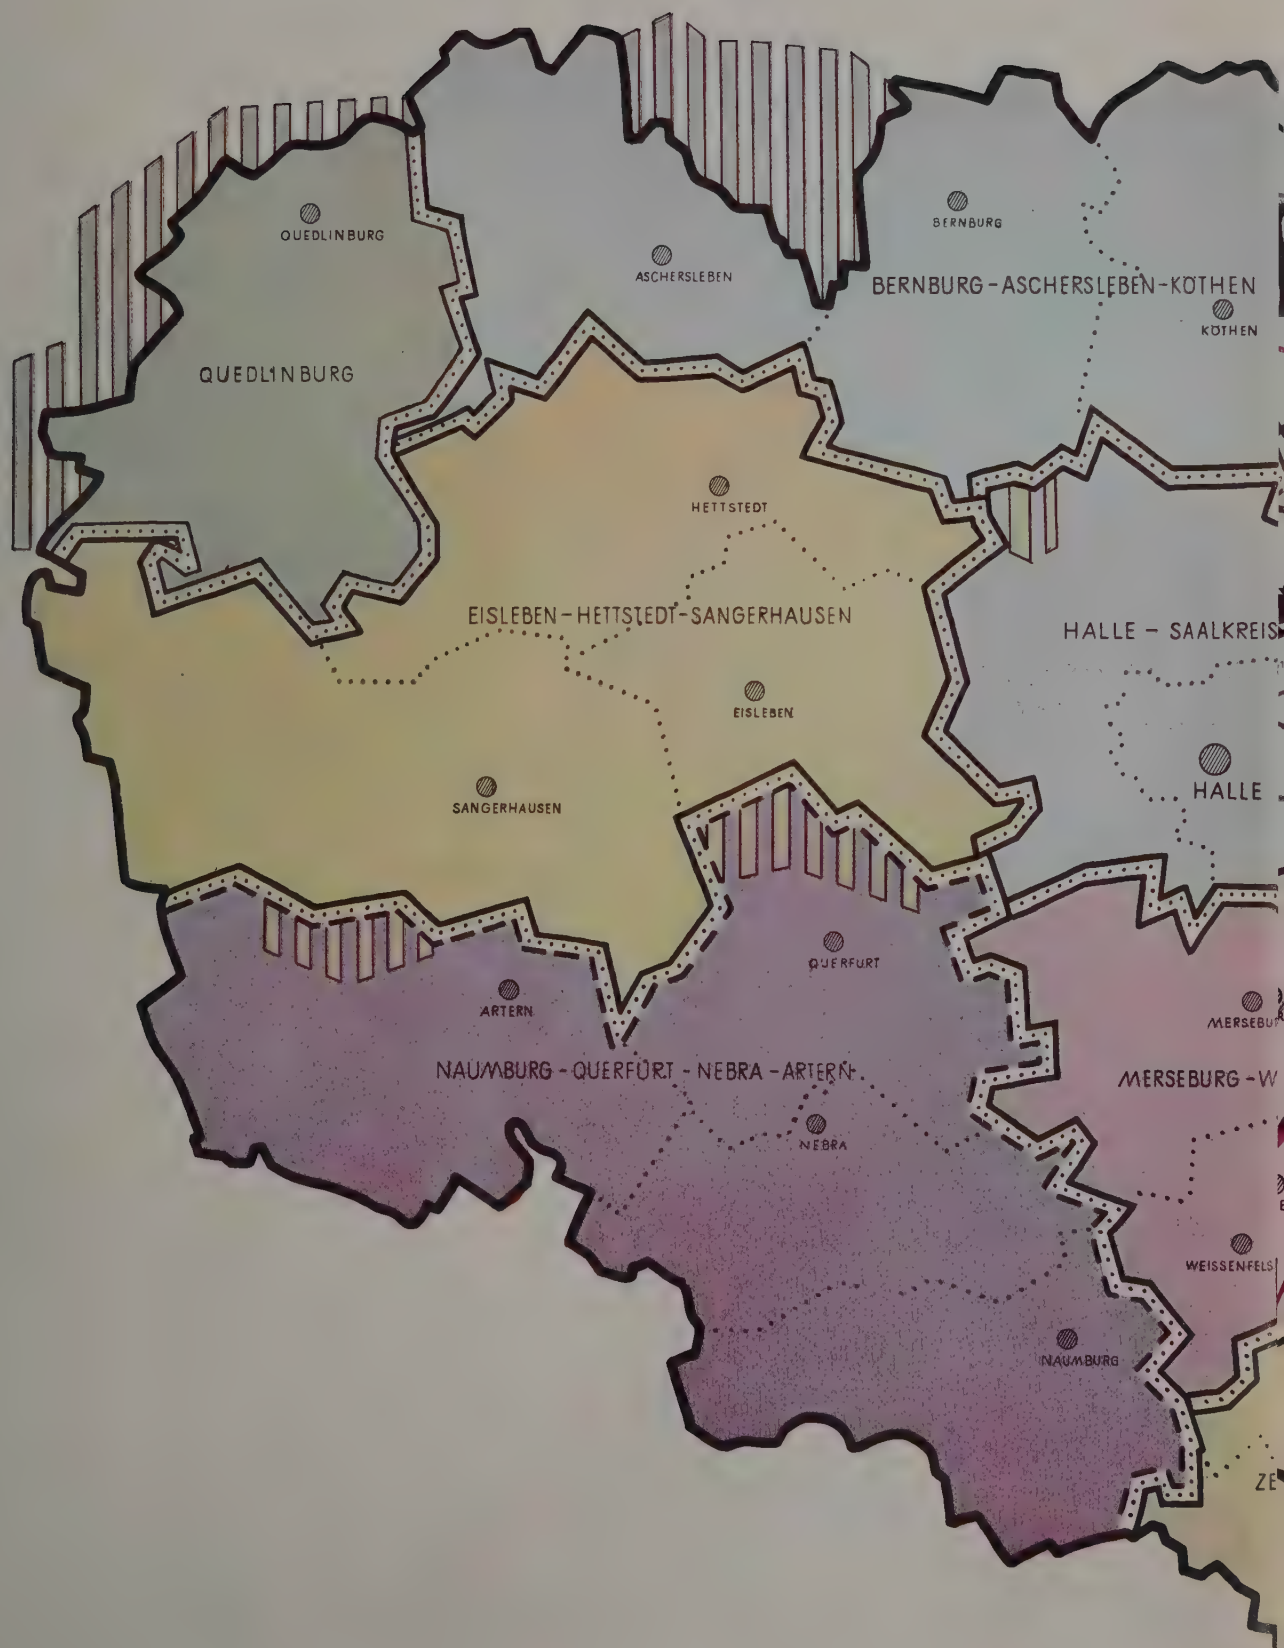 QUEDLINBURG
BERNBURG
ASCHERSLEBEN
BERNBURG-ASCHERSLEBEN-KÖTHEN
KÖTHEN
QUEDLINBURG
HETTSTEDT
EISLEBEN-HETTSTEDT-SANGERHAUSEN
HALLE - SAALKREIS
EISLEBEN
HALLE
SANGERHAUSEN
QUERFURT
ARTERN
MERSEBU
NAUMBURG-QUERFURT-NEBRA-ARTERN
MERSEBURG-W
NEBRA
WEISSENFELS
NAUMBURG
ZE